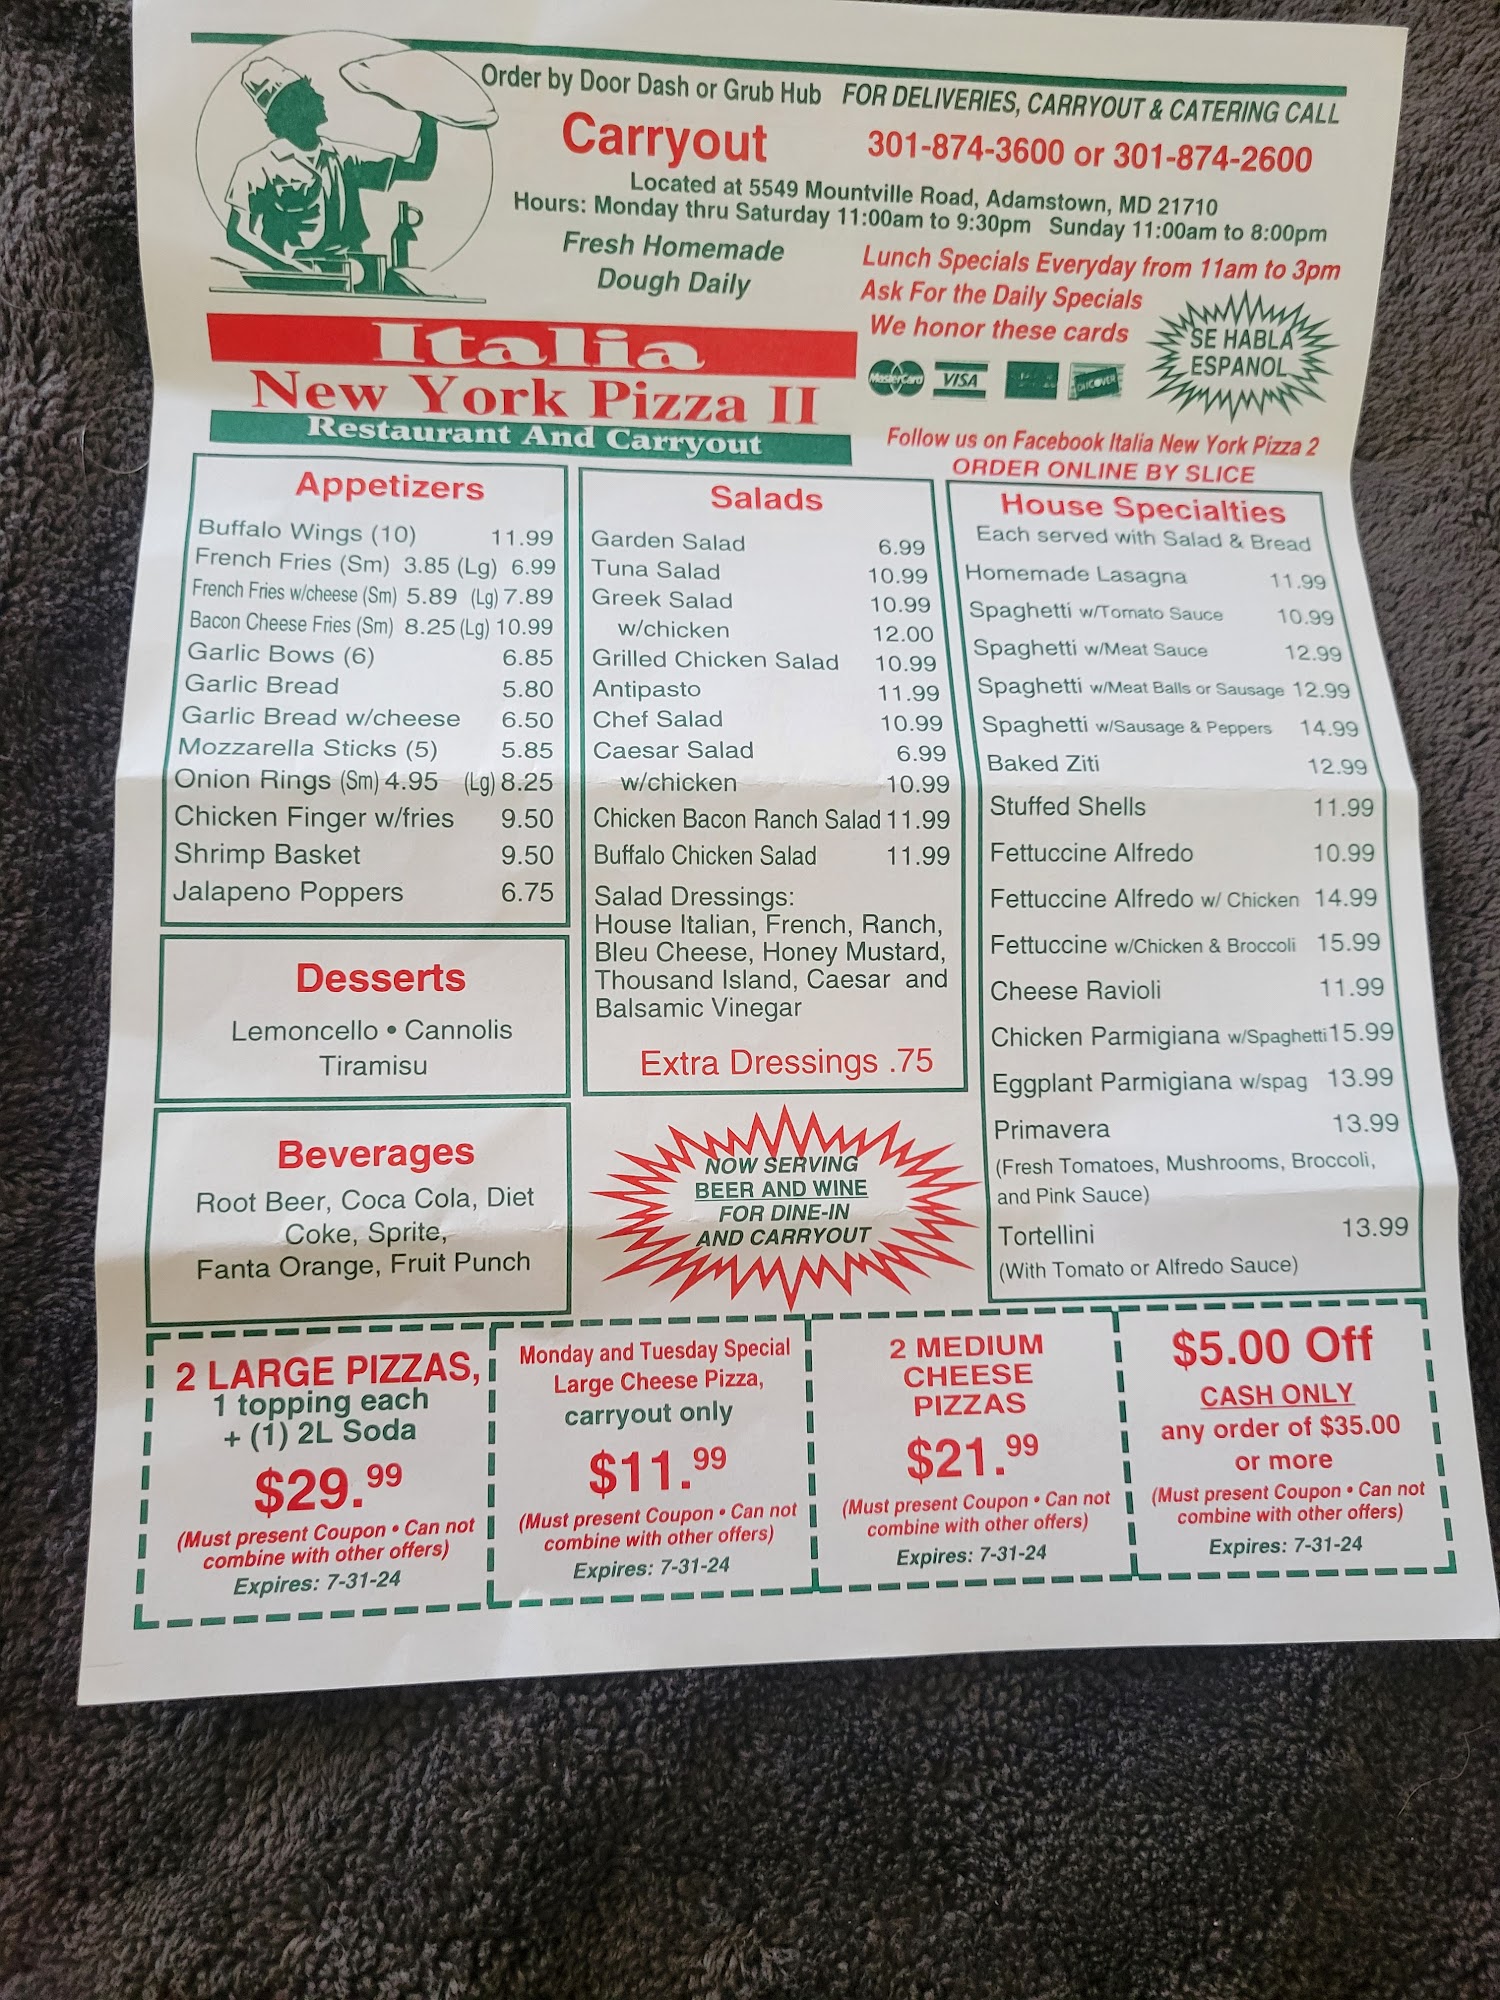 Order by Door Dash or Grub Hub FOR DELIVERIES, CARRYOUT & CATERING CALL
Carryout 301-874-3600 or 301-874-2600
Located at 5549 Mountville Road, Adamstown, MD 21710
Hours: Monday thru Saturday 11:00am to 9:30pm Sunday 11:00am to 8:00pm
Fresh Homemade
Dough Daily
Lunch Specials Everyday from 11am to 3pm
Ask For the Daily Specials
We honor these cards
MasterCard VISA DISCOVER
SE HABLA
ESPANOL
Italia
New York Pizza II
Restaurant And Carryout
Follow us on Facebook Italia New York Pizza 2
ORDER ONLINE BY SLICE
Appetizers
Buffalo Wings (10) 11.99
French Fries (Sm) 3.85 (Lg) 6.99
French Fries w/cheese (Sm) 5.89 (Lg) 7.89
Bacon Cheese Fries (Sm) 8.25 (Lg) 10.99
Garlic Bows (6) 6.85
Garlic Bread 5.80
Garlic Bread w/cheese 6.50
Mozzarella Sticks (5) 5.85
Onion Rings (Sm) 4.95 (Lg) 8.25
Chicken Finger w/fries 9.50
Shrimp Basket 9.50
Jalapeno Poppers 6.75
Desserts
Lemoncello • Cannolis
Tiramisu
Beverages
Root Beer, Coca Cola, Diet
Coke, Sprite,
Fanta Orange, Fruit Punch
Salads
Garden Salad 6.99
Tuna Salad 10.99
Greek Salad 10.99
w/chicken 12.00
Grilled Chicken Salad 10.99
Antipasto 11.99
Chef Salad 10.99
Caesar Salad 6.99
w/chicken 10.99
Chicken Bacon Ranch Salad 11.99
Buffalo Chicken Salad 11.99
Salad Dressings:
House Italian, French, Ranch,
Bleu Cheese, Honey Mustard,
Thousand Island, Caesar and
Balsamic Vinegar
Extra Dressings .75
NOW SERVING
BEER AND WINE
FOR DINE-IN
AND CARRYOUT
House Specialties
Each served with Salad & Bread
Homemade Lasagna 11.99
Spaghetti w/Tomato Sauce 10.99
Spaghetti w/Meat Sauce 12.99
Spaghetti w/Meat Balls or Sausage 12.99
Spaghetti w/Sausage & Peppers 14.99
Baked Ziti 12.99
Stuffed Shells 11.99
Fettuccine Alfredo 10.99
Fettuccine Alfredo w/ Chicken 14.99
Fettuccine w/Chicken & Broccoli 15.99
Cheese Ravioli 11.99
Chicken Parmigiana w/Spaghetti 15.99
Eggplant Parmigiana w/spag 13.99
Primavera 13.99
(Fresh Tomatoes, Mushrooms, Broccoli,
and Pink Sauce)
Tortellini 13.99
(With Tomato or Alfredo Sauce)
2 LARGE PIZZAS,
1 topping each
+ (1) 2L Soda
$29.99
(Must present Coupon • Can not
combine with other offers)
Expires: 7-31-24
Monday and Tuesday Special
Large Cheese Pizza,
carryout only
$11.99
(Must present Coupon • Can not
combine with other offers)
Expires: 7-31-24
2 MEDIUM
CHEESE
PIZZAS
$21.99
(Must present Coupon • Can not
combine with other offers)
Expires: 7-31-24
$5.00 Off
CASH ONLY
any order of $35.00
or more
(Must present Coupon • Can not
combine with other offers)
Expires: 7-31-24